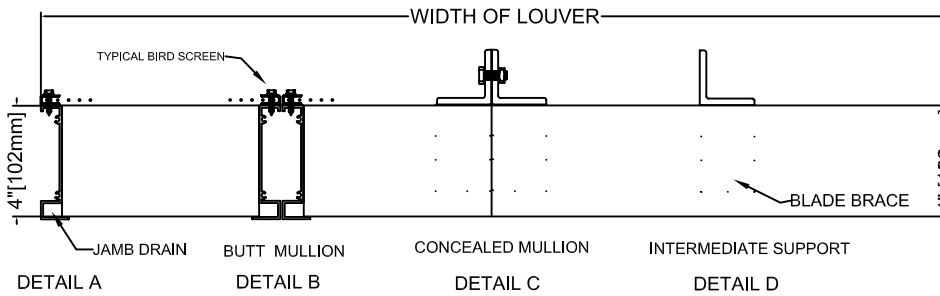 WIDTH OF LOUVER
TYPICAL BIRD SCREEN
4"[102mm]
BLADE BRACE
JAMB DRAIN
BUTT MULLION
CONCEALED MULLION
INTERMEDIATE SUPPORT
DETAIL A
DETAIL B
DETAIL C
DETAIL D